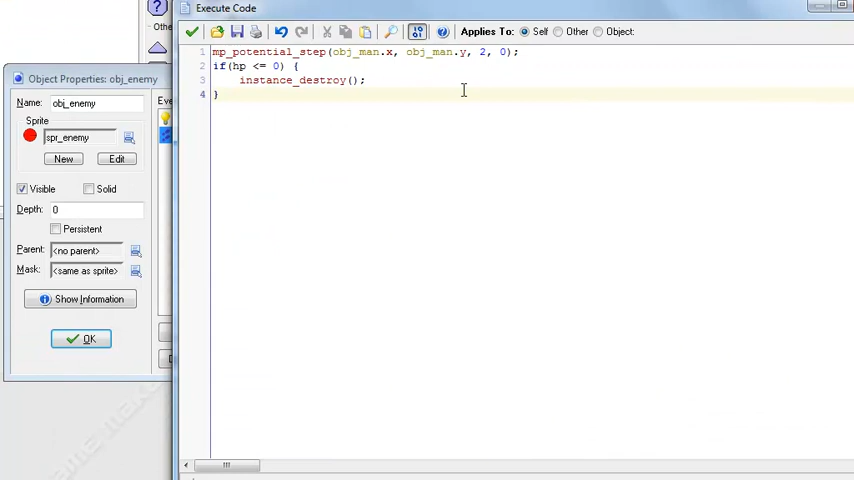 Execute Code
Othe
Applies To: Self Other Object:
1 mp_potential_step(obj_man.x, obj_man.y, 2, 0);
2 if(hp <= 0) {
3 instance_destroy();
4 }
Object Properties: obj_enemy
Name: obj_enemy
Eve
Sprite
spr_enemy
New Edit
Visible Solid
Depth: 0
Persistent
Parent: <no parent>
Mask: <same as sprite>
Show Information
OK
D